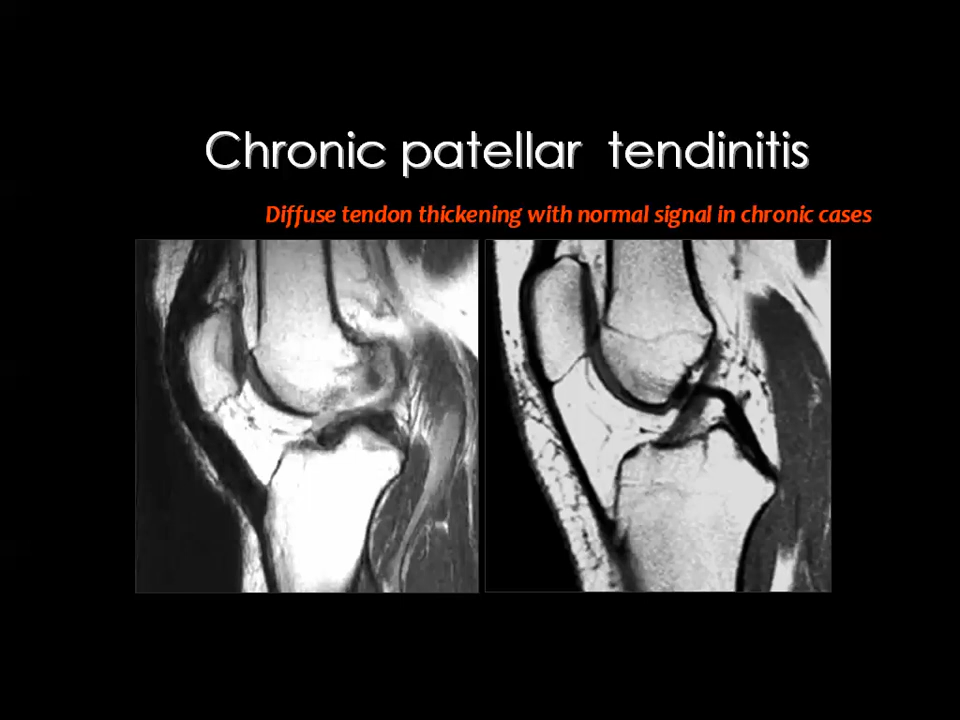 Chronic patellar tendinitis
Diffuse tendon thickening with normal signal in chronic cases